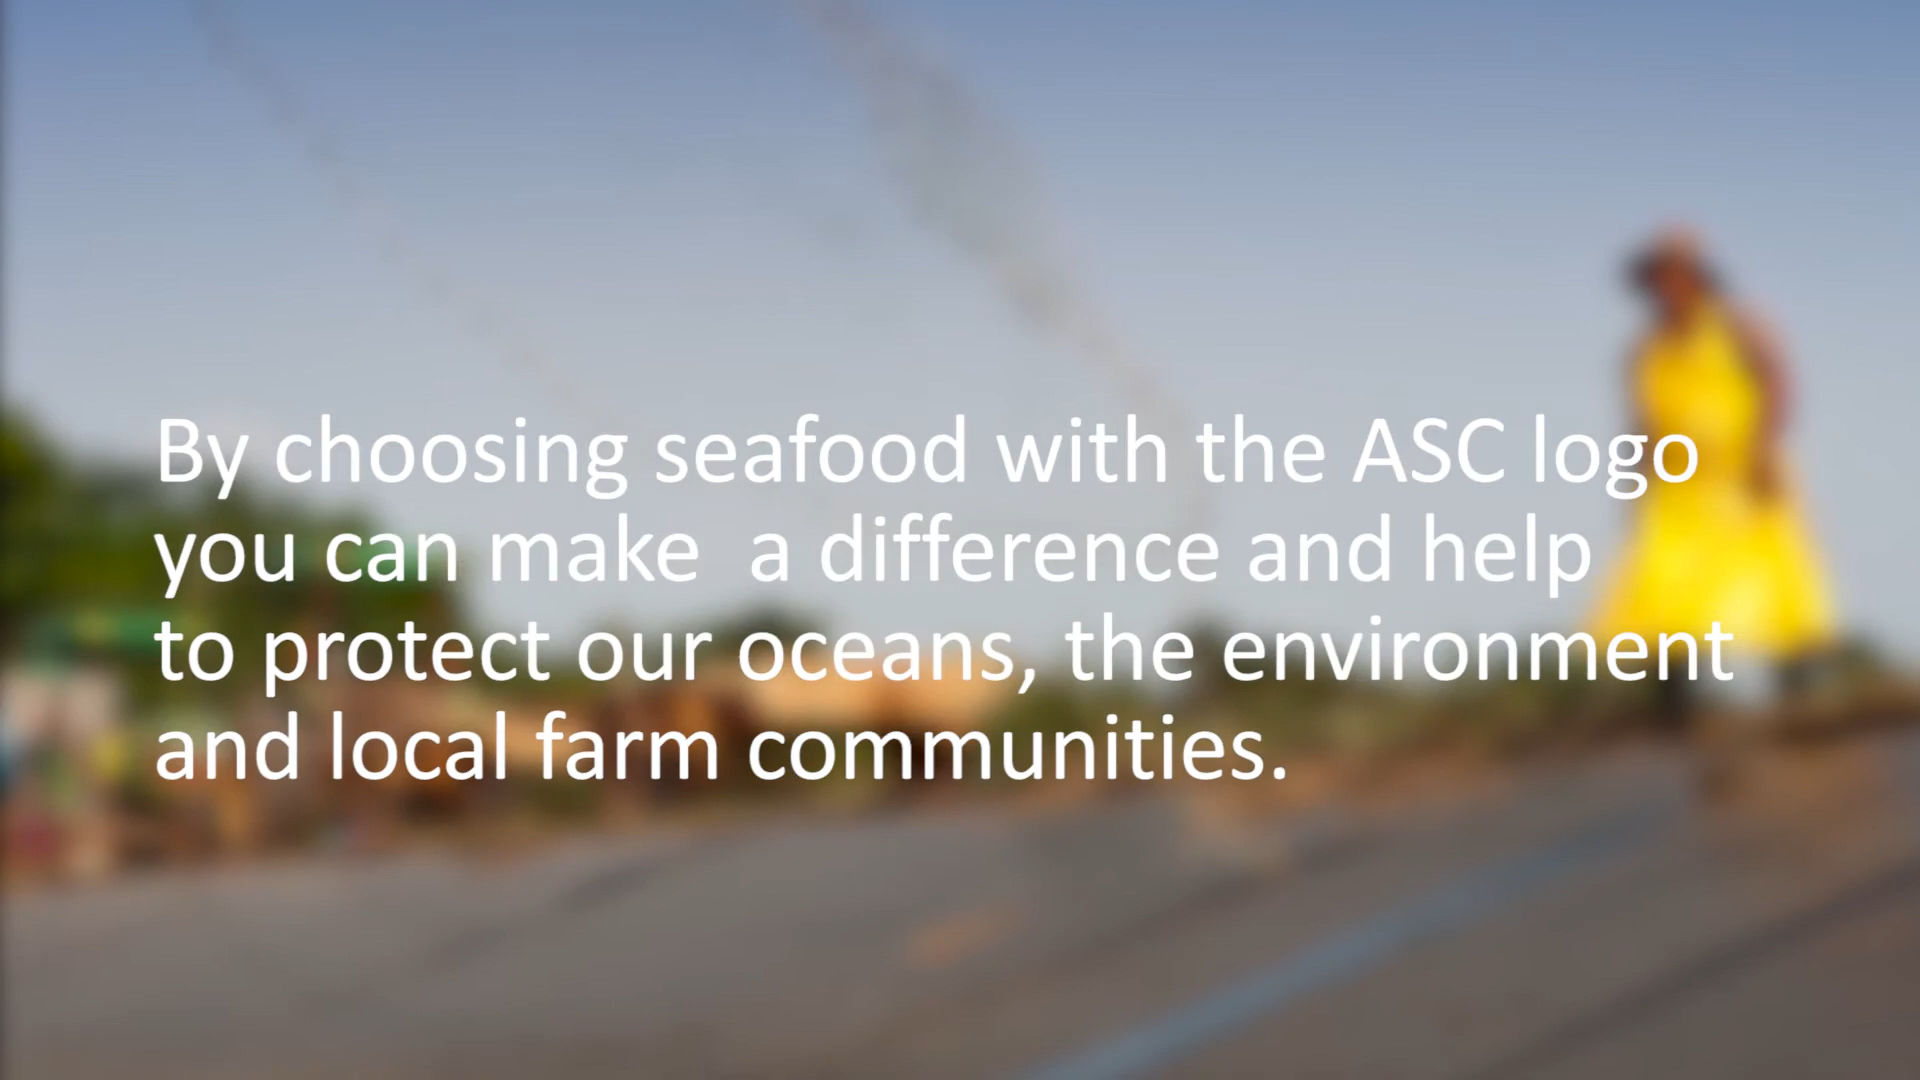 By choosing seafood with the ASC logo
you can make  a difference and help
to protect our oceans, the environment
and local farm communities.